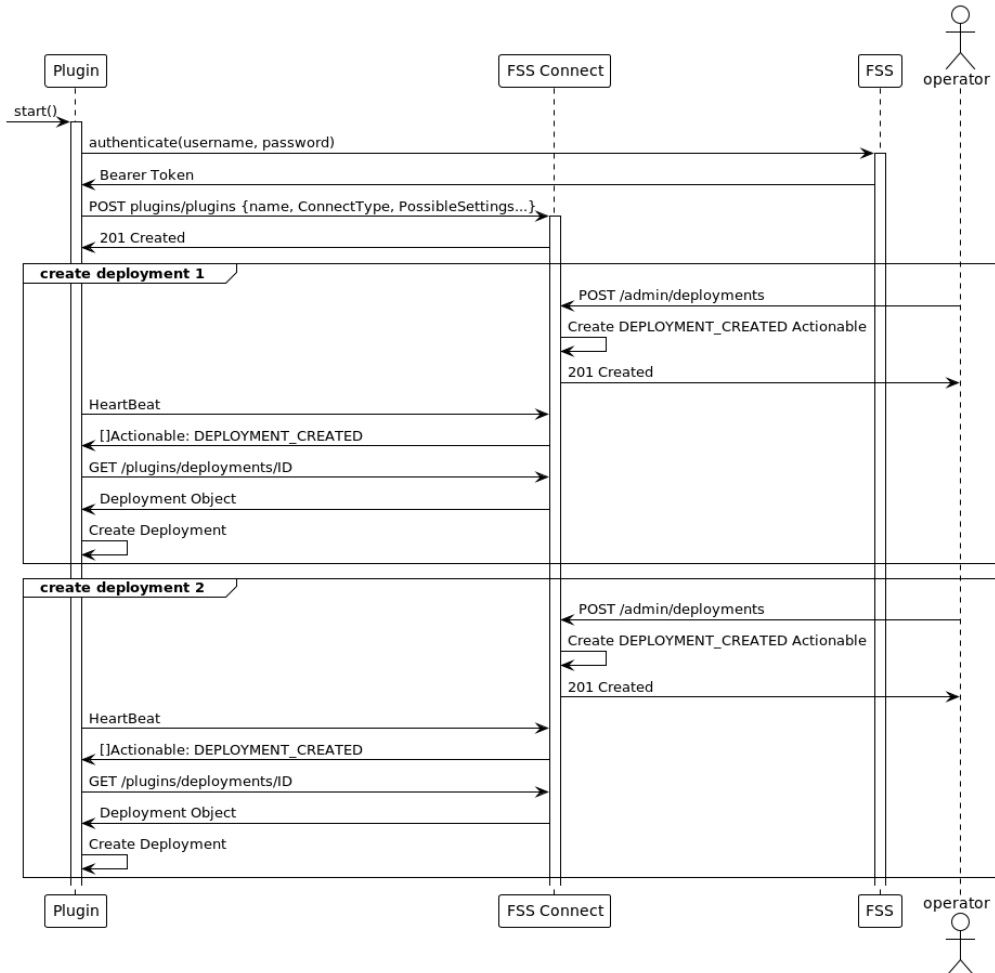 Plugin
FSS Connect
FSS
operator
start()
authenticate(username, password)
Bearer Token
POST plugins/plugins {name, ConnectType, PossibleSettings...}
201 Created
create deployment 1
POST /admin/deployments
Create DEPLOYMENT_CREATED Actionable
201 Created
HeartBeat
[]Actionable: DEPLOYMENT_CREATED
GET /plugins/deployments/ID
Deployment Object
Create Deployment
create deployment 2
POST /admin/deployments
Create DEPLOYMENT_CREATED Actionable
201 Created
HeartBeat
[]Actionable: DEPLOYMENT_CREATED
GET /plugins/deployments/ID
Deployment Object
Create Deployment
Plugin
FSS Connect
FSS
operator